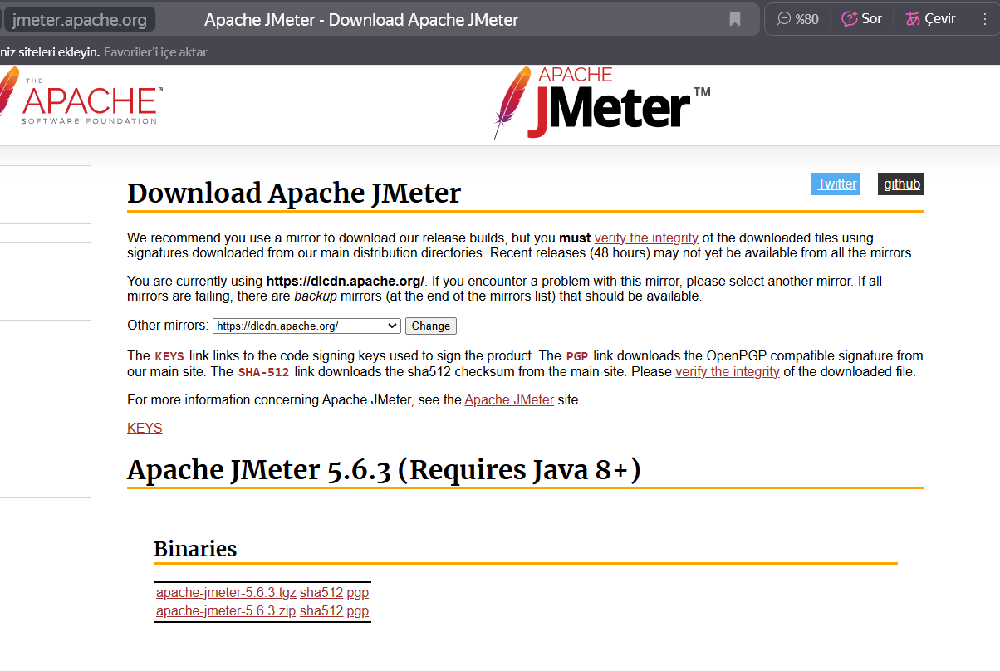 jmeter.apache.org
Apache JMeter - Download Apache JMeter
%80
Sor
Çevir
niz siteleri ekleyin. Favoriler'i içe aktar
THE
APACHE®
SOFTWARE FOUNDATION
APACHE
JMeter™
Download Apache JMeter
Twitter
github
We recommend you use a mirror to download our release builds, but you must verify the integrity of the downloaded files using
signatures downloaded from our main distribution directories. Recent releases (48 hours) may not yet be available from all the mirrors.
You are currently using https://dlcdn.apache.org/. If you encounter a problem with this mirror, please select another mirror. If all
mirrors are failing, there are backup mirrors (at the end of the mirrors list) that should be available.
Other mirrors: https://dlcdn.apache.org/ Change
The KEYS link links to the code signing keys used to sign the product. The PGP link downloads the OpenPGP compatible signature from
our main site. The SHA-512 link downloads the sha512 checksum from the main site. Please verify the integrity of the downloaded file.
For more information concerning Apache JMeter, see the Apache JMeter site.
KEYS
Apache JMeter 5.6.3 (Requires Java 8+)
Binaries
apache-jmeter-5.6.3.tgz sha512 pgp
apache-jmeter-5.6.3.zip sha512 pgp